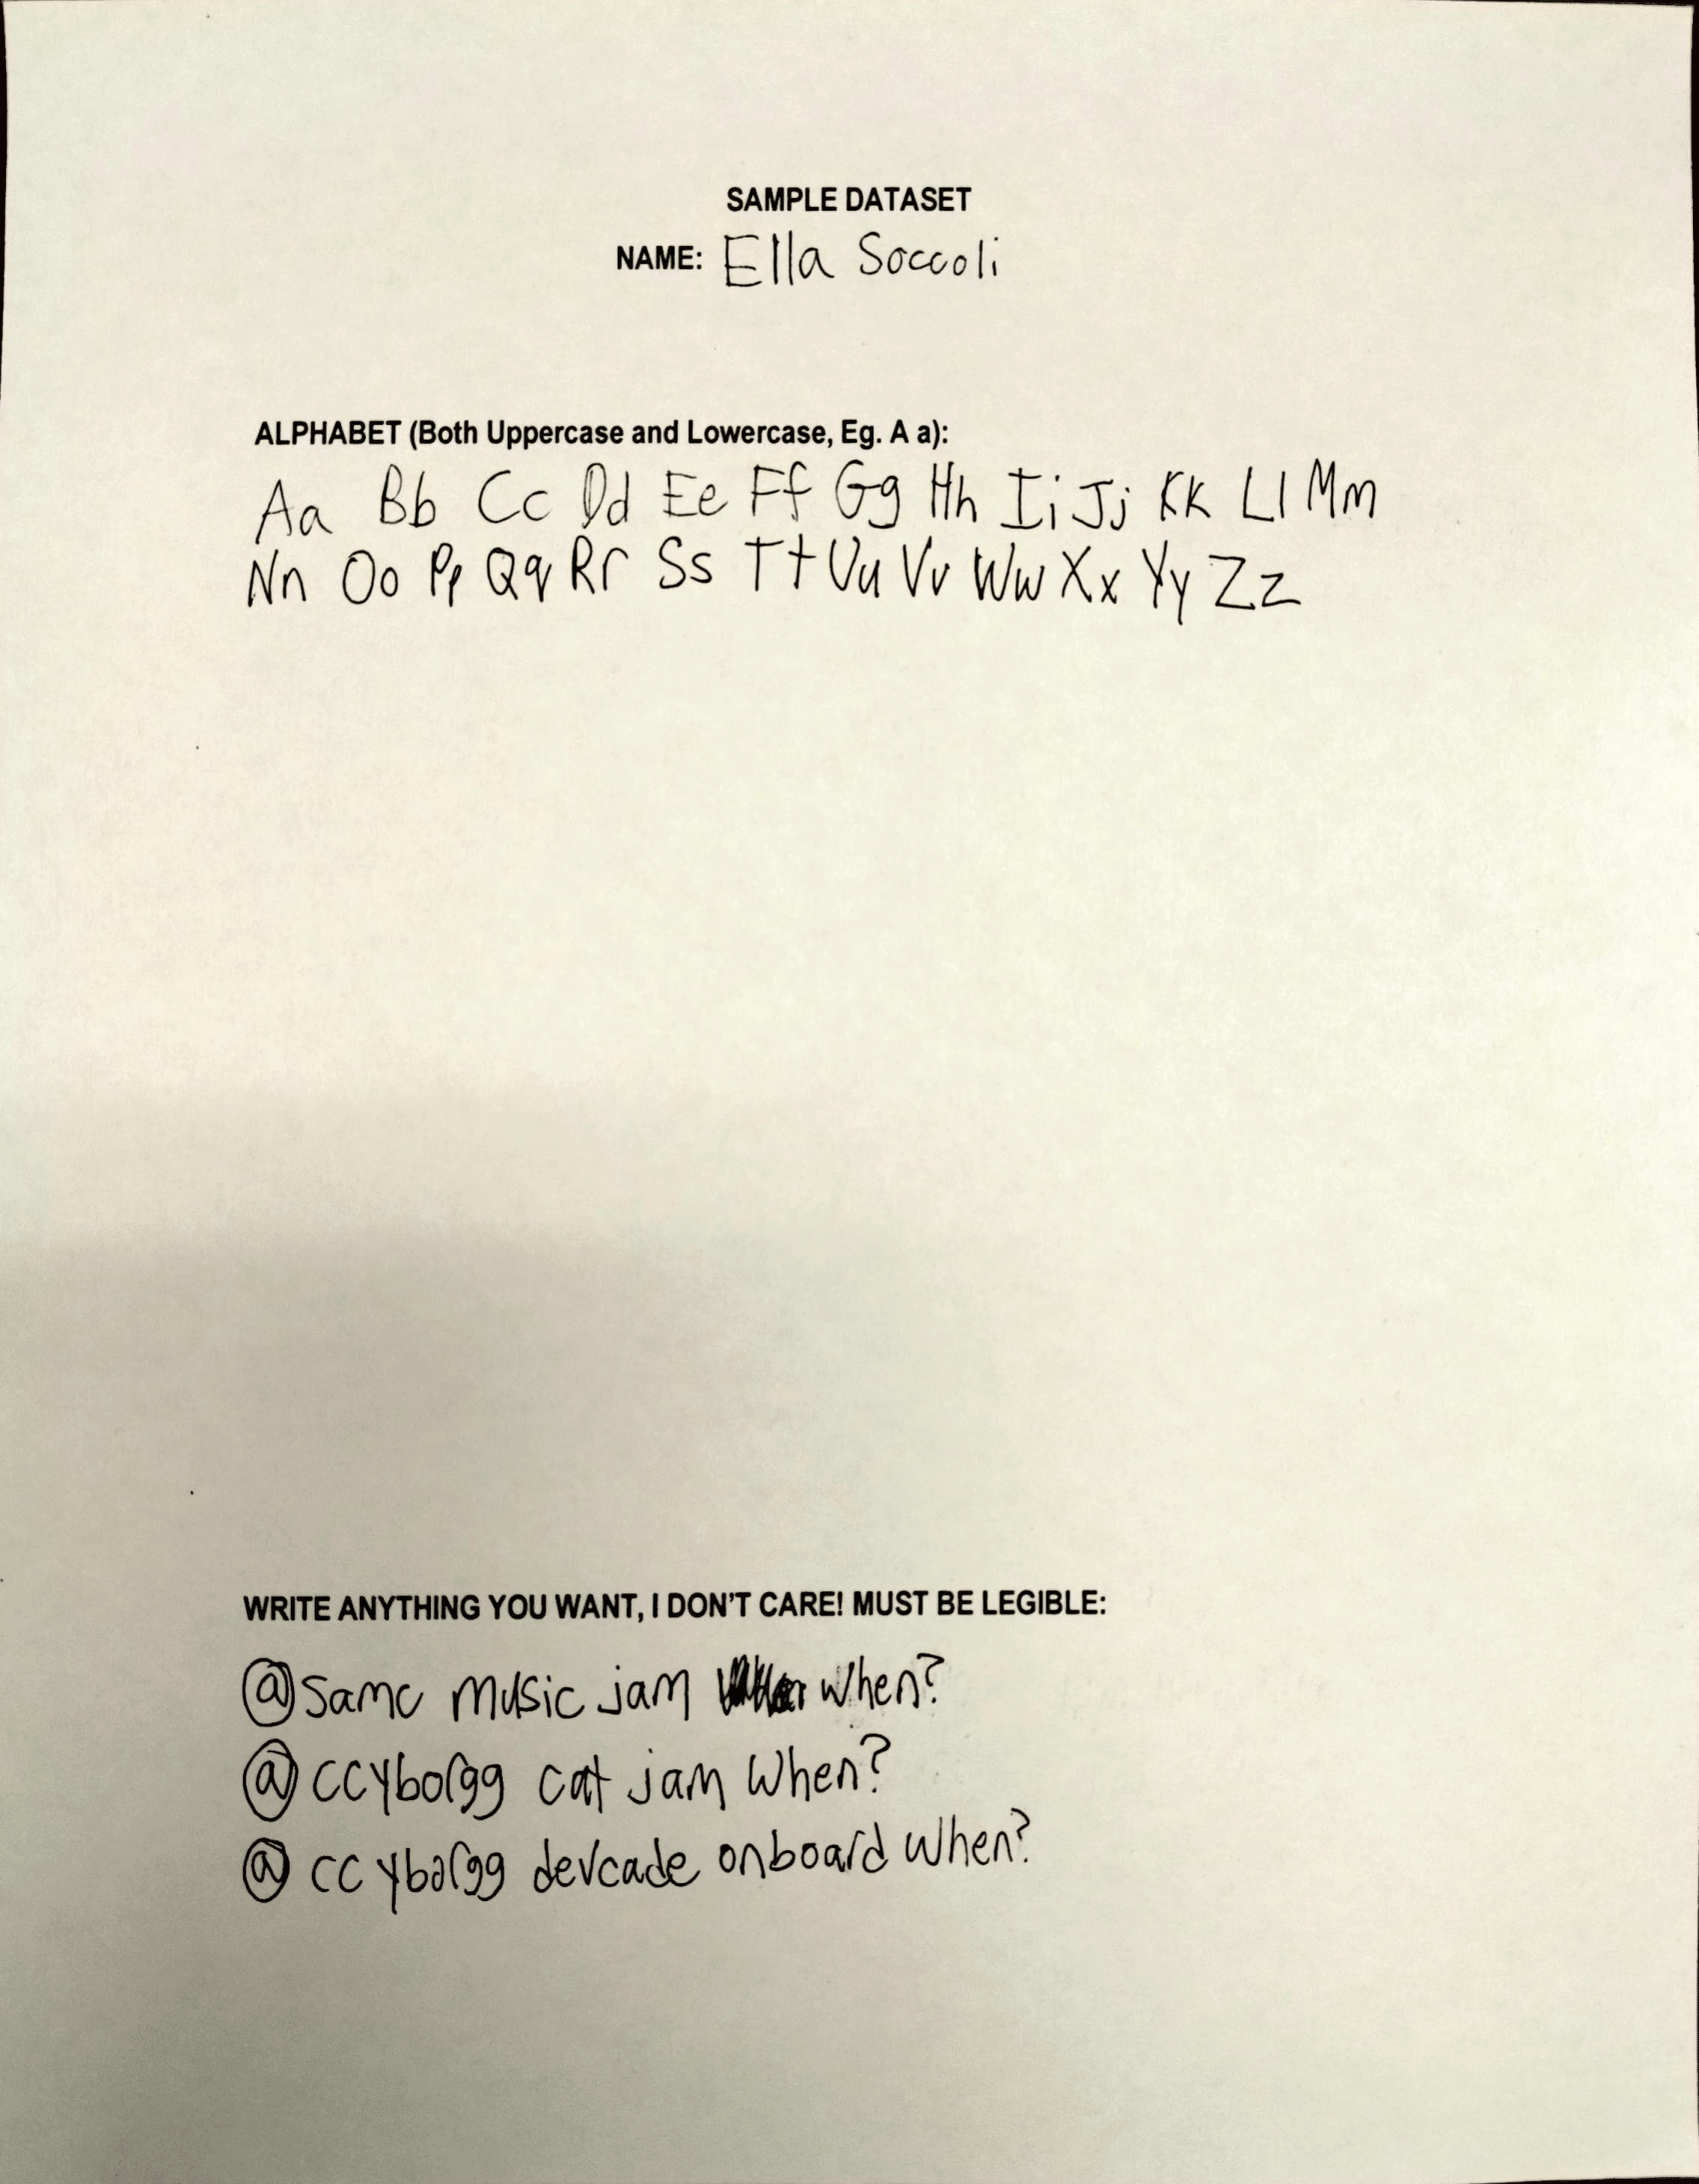 SAMPLE DATASET
NAME: Ella Soccoli
ALPHABET (Both Uppercase and Lowercase, Eg. A a):
Aa Bb Cc Dd Ee Ff Gg Hh Ii Jj Kk Ll Mm
Nn Oo Pp Qq Rr Ss Tt Uu Vv Ww Xx Yy Zz
WRITE ANYTHING YOU WANT, I DON'T CARE! MUST BE LEGIBLE:
@samc music jam when?
@ccyborgg cat jam when?
@ccyborgg devcade onboard when?